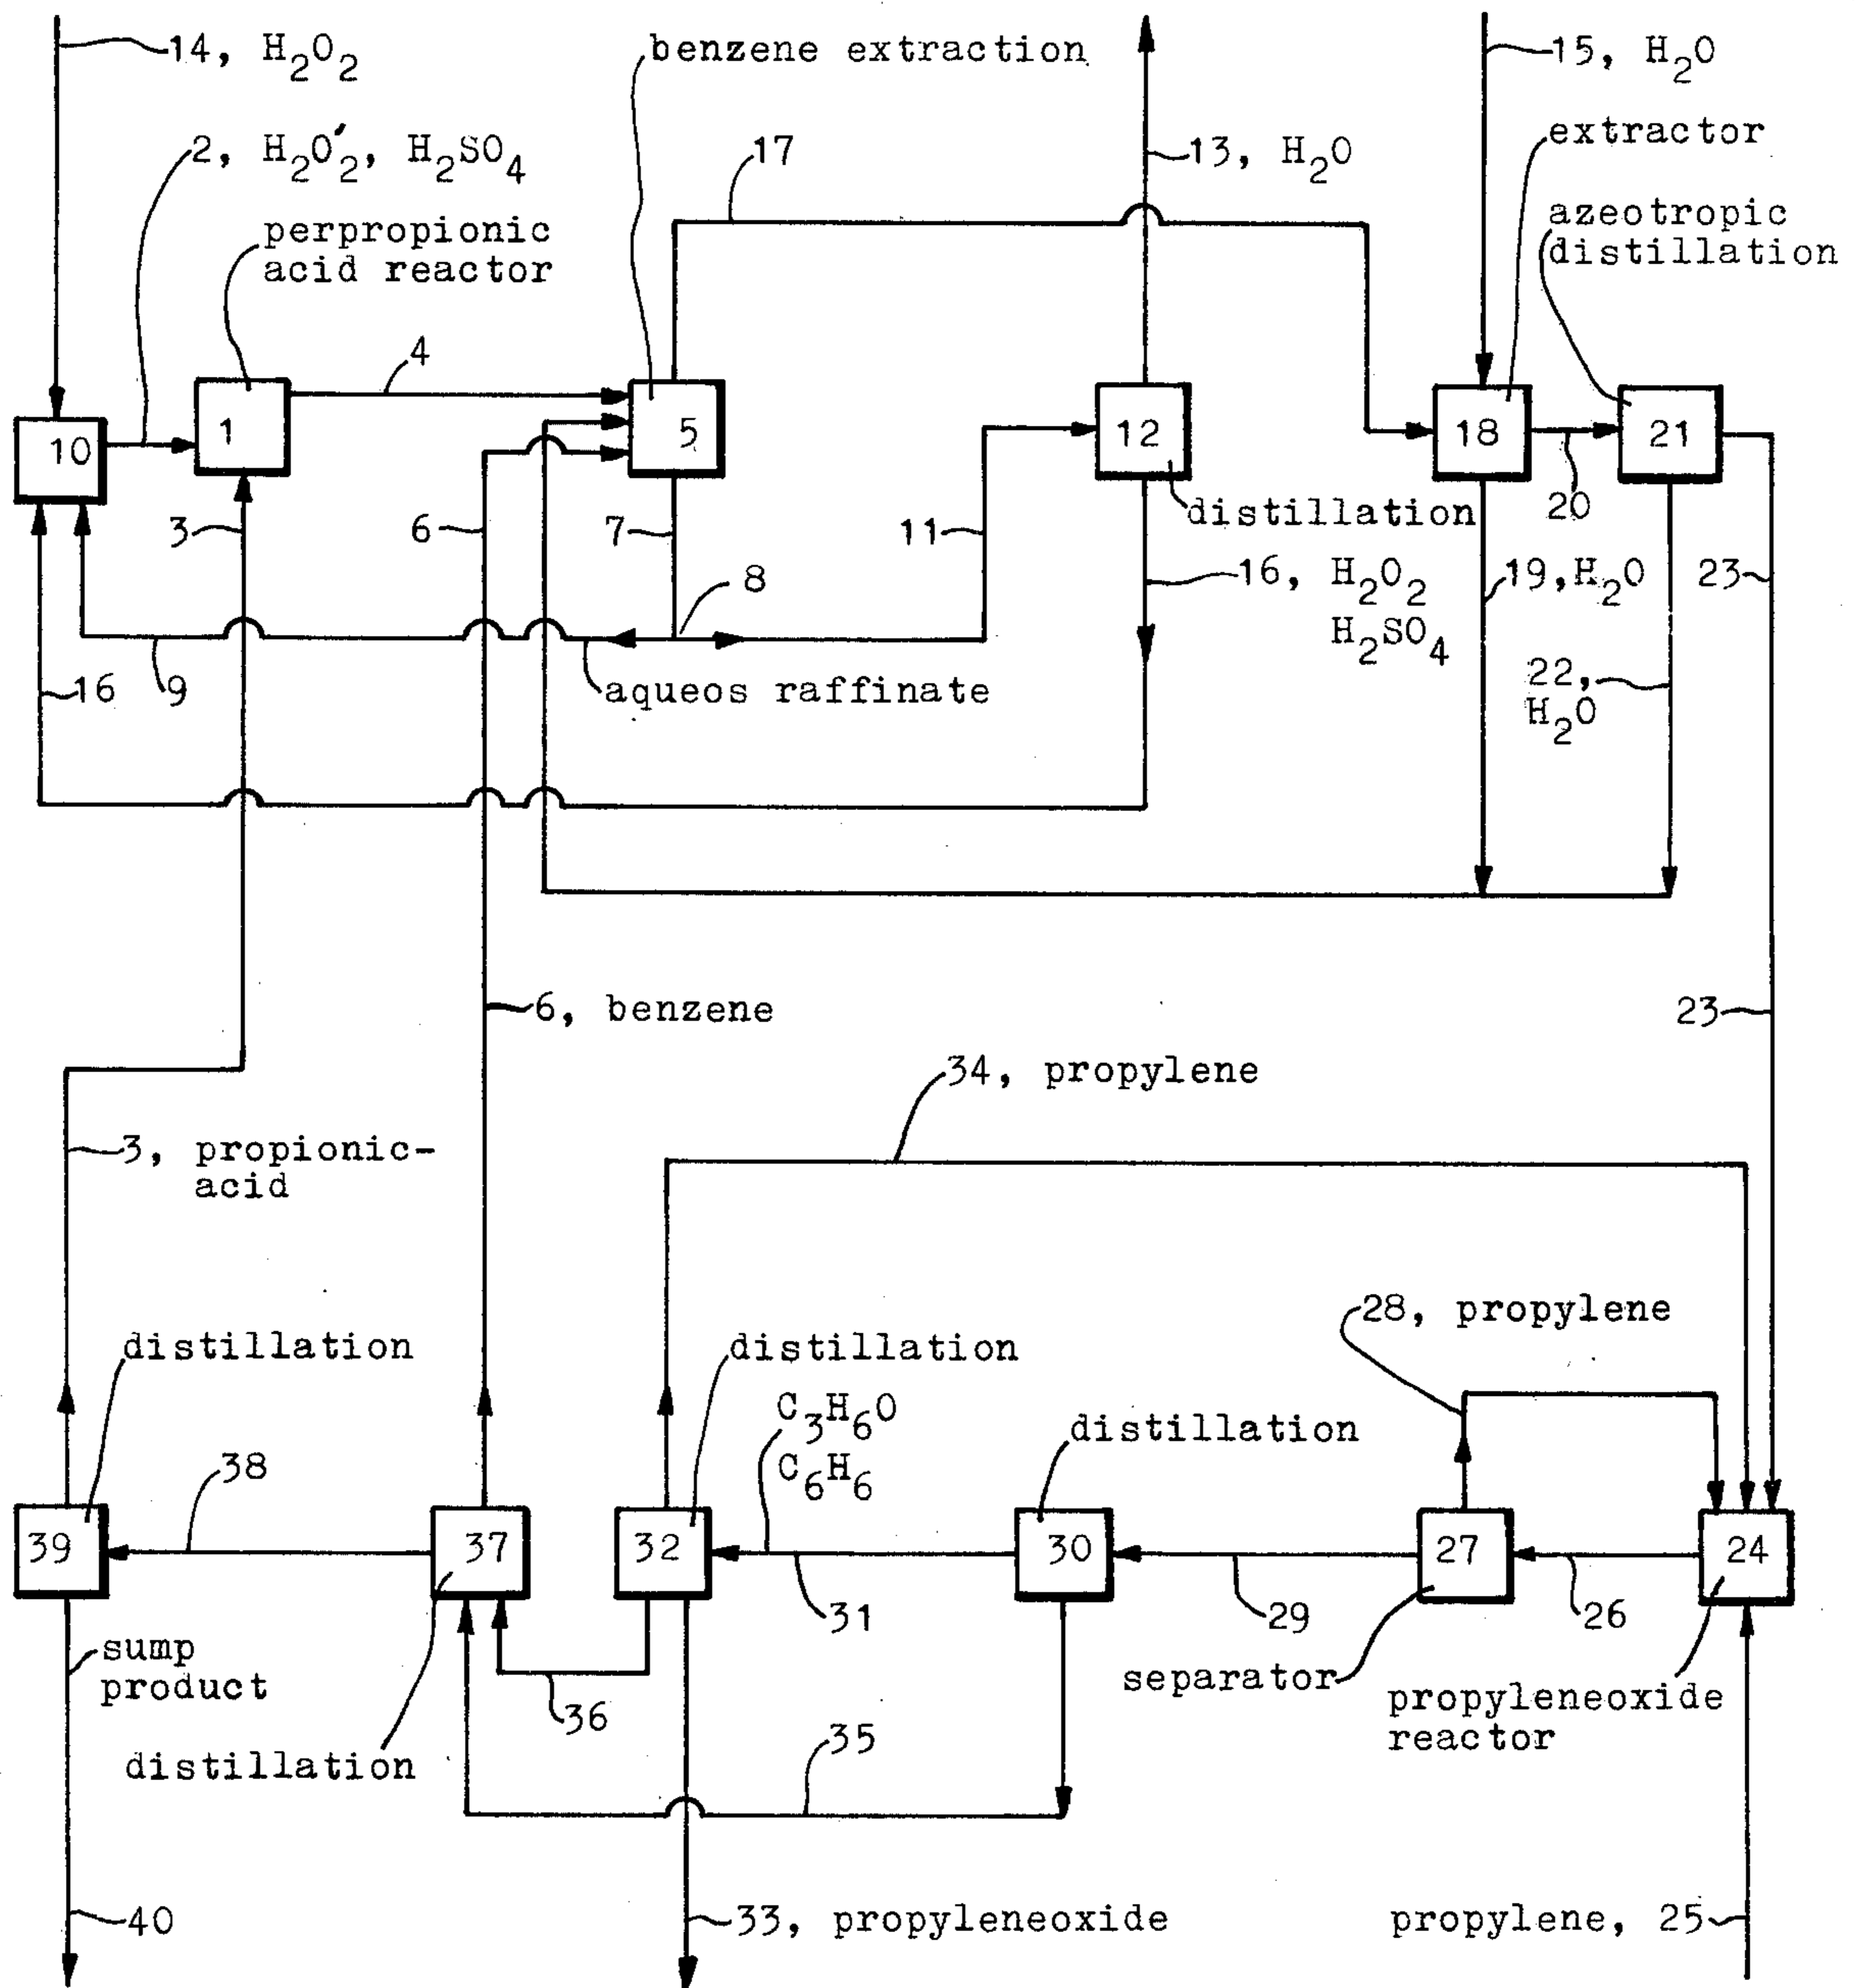 14, H₂O₂
benzene extraction
15, H₂O
2, H₂O'₂, H₂SO₄
17
13, H₂O
extractor
perpropionic
acid reactor
azeotropic
distillation
4
10
1
5
12
18
21
3
6
7
11
distillation
20
8
16, H₂O₂
H₂SO₄
19, H₂O
23
16
9
aqueos raffinate
22,
H₂O
6, benzene
23
34, propylene
3, propionic-
acid
28, propylene
distillation
distillation
C₃H₆O
C₆H₆
distillation
38
39
37
32
30
27
24
31
29
26
sump
product
36
separator
propyleneoxide
reactor
distillation
35
40
33, propyleneoxide
propylene, 25